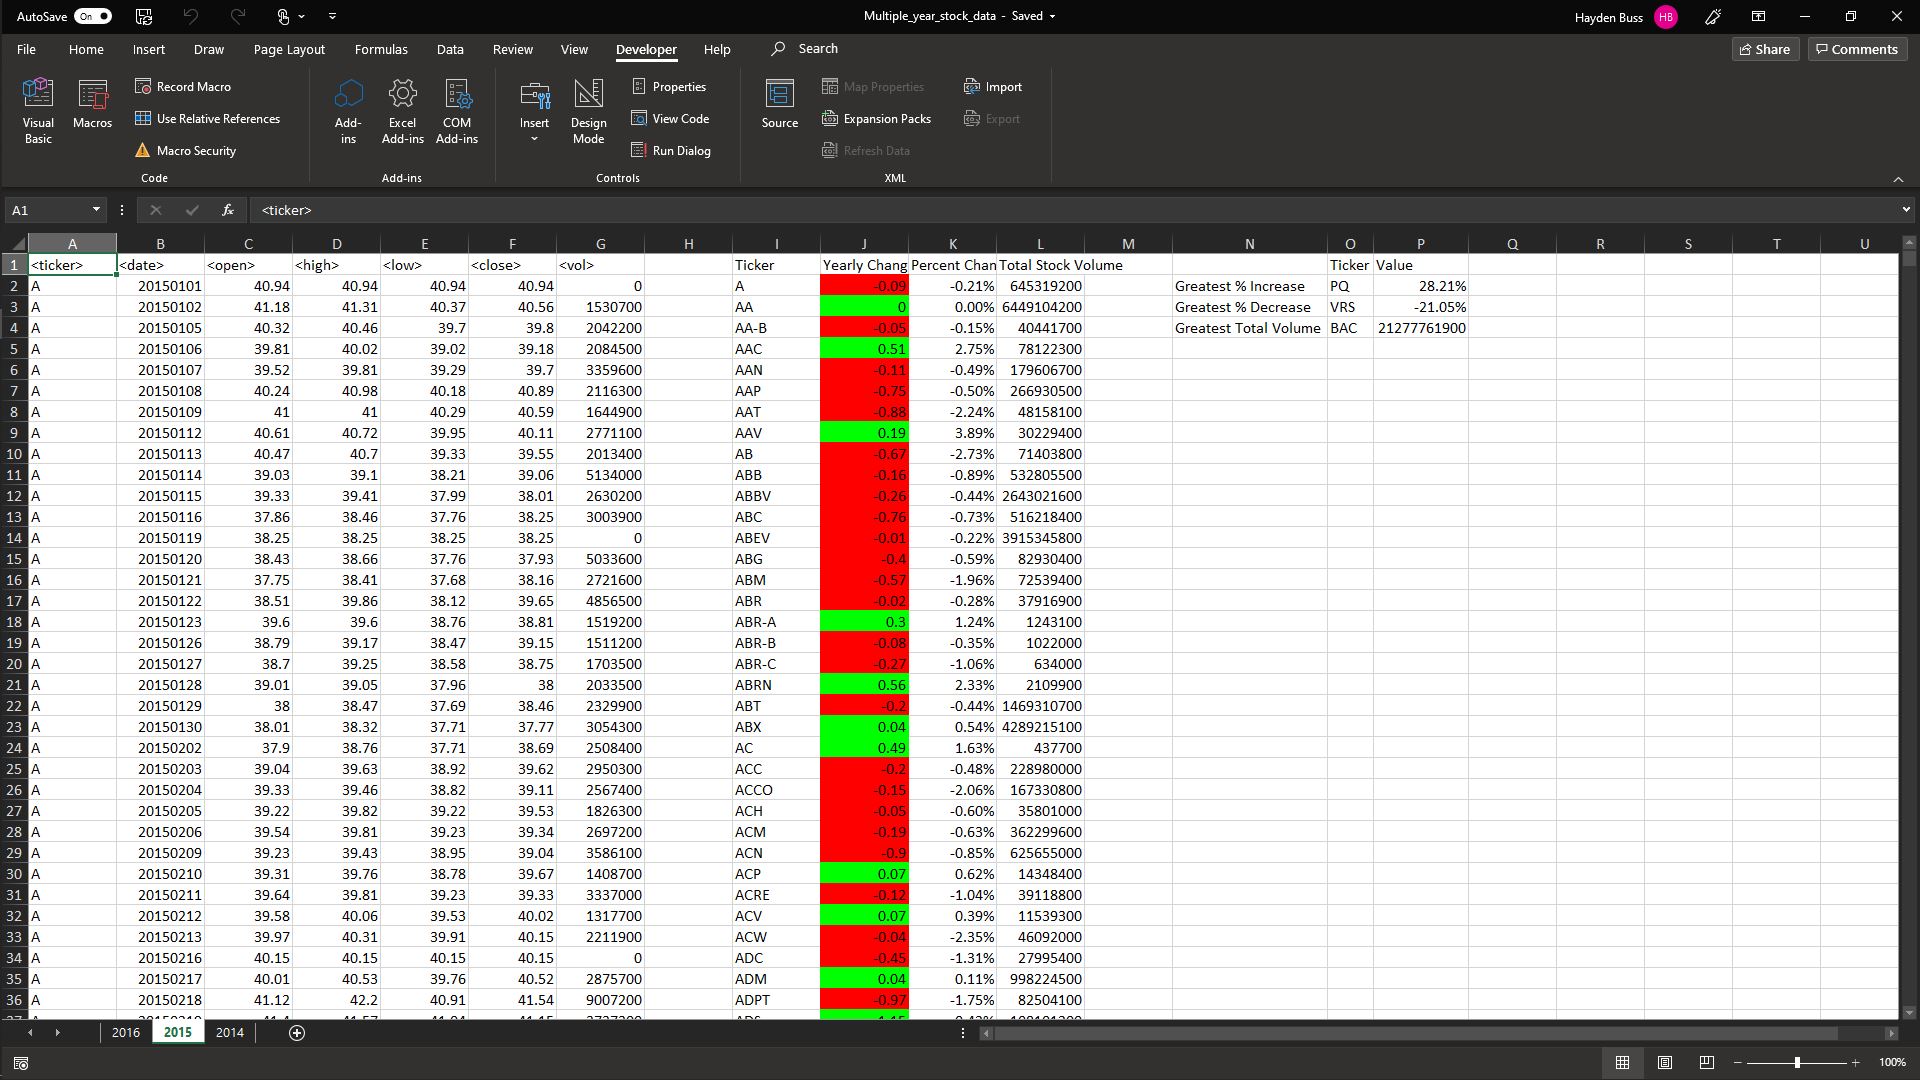 AutoSave On Multiple_year_stock_data - Saved Hayden Buss HB
File Home Insert Draw Page Layout Formulas Data Review View Developer Help Search Share Comments
Visual Basic
Macros
Record Macro
Use Relative References
Macro Security
Code
Add-ins
Excel Add-ins
COM Add-ins
Add-ins
Insert
Design Mode
Properties
View Code
Run Dialog
Controls
Source
Map Properties
Expansion Packs
Refresh Data
Import
Export
XML
A1 fx <ticker>
A B C D E F G H I J K L M N O P Q R S T U
1 <ticker> <date> <open> <high> <low> <close> <vol> Ticker Yearly Chang Percent Chan Total Stock Volume Ticker Value
2 A 20150101 40.94 40.94 40.94 40.94 0 A -0.09 -0.21% 645319200 Greatest % Increase PQ 28.21%
3 A 20150102 41.18 41.31 40.37 40.56 1530700 AA 0 0.00% 6449104200 Greatest % Decrease VRS -21.05%
4 A 20150105 40.32 40.46 39.7 39.8 2042200 AA-B -0.05 -0.15% 40441700 Greatest Total Volume BAC 21277761900
5 A 20150106 39.81 40.02 39.02 39.18 2084500 AAC 0.51 2.75% 78122300
6 A 20150107 39.52 39.81 39.29 39.7 3359600 AAN -0.11 -0.49% 179606700
7 A 20150108 40.24 40.98 40.18 40.89 2116300 AAP -0.75 -0.50% 266930500
8 A 20150109 41 41 40.29 40.59 1644900 AAT -0.88 -2.24% 48158100
9 A 20150112 40.61 40.72 39.95 40.11 2771100 AAV 0.19 3.89% 30229400
10 A 20150113 40.47 40.7 39.33 39.55 2013400 AB -0.67 -2.73% 71403800
11 A 20150114 39.03 39.1 38.21 39.06 5134000 ABB -0.16 -0.89% 532805500
12 A 20150115 39.33 39.41 37.99 38.01 2630200 ABBV -0.26 -0.44% 2643021600
13 A 20150116 37.86 38.46 37.76 38.25 3003900 ABC -0.76 -0.73% 516218400
14 A 20150119 38.25 38.25 38.25 38.25 0 ABEV -0.01 -0.22% 3915345800
15 A 20150120 38.43 38.66 37.76 37.93 5033600 ABG -0.4 -0.59% 82930400
16 A 20150121 37.75 38.41 37.68 38.16 2721600 ABM -0.57 -1.96% 72539400
17 A 20150122 38.51 39.86 38.12 39.65 4856500 ABR -0.02 -0.28% 37916900
18 A 20150123 39.6 39.6 38.76 38.81 1519200 ABR-A 0.3 1.24% 1243100
19 A 20150126 38.79 39.17 38.47 39.15 1511200 ABR-B -0.08 -0.35% 1022000
20 A 20150127 38.7 39.25 38.58 38.75 1703500 ABR-C -0.27 -1.06% 634000
21 A 20150128 39.01 39.05 37.96 38 2033500 ABRN 0.56 2.33% 2109900
22 A 20150129 38 38.47 37.69 38.46 2329900 ABT -0.2 -0.44% 1469310700
23 A 20150130 38.01 38.32 37.71 37.77 3054300 ABX 0.04 0.54% 4289215100
24 A 20150202 37.9 38.76 37.71 38.69 2508400 AC 0.49 1.63% 437700
25 A 20150203 39.04 39.63 38.92 39.62 2950300 ACC -0.2 -0.48% 228980000
26 A 20150204 39.33 39.46 38.82 39.11 2567400 ACCO -0.15 -2.06% 167330800
27 A 20150205 39.22 39.82 39.22 39.53 1826300 ACH -0.05 -0.60% 35801000
28 A 20150206 39.54 39.81 39.23 39.34 2697200 ACM -0.19 -0.63% 362299600
29 A 20150209 39.23 39.43 38.95 39.04 3586100 ACN -0.9 -0.85% 625655000
30 A 20150210 39.31 39.76 38.78 39.67 1408700 ACP 0.07 0.62% 14348400
31 A 20150211 39.64 39.81 39.23 39.33 3337000 ACRE -0.12 -1.04% 39118800
32 A 20150212 39.58 40.06 39.53 40.02 1317700 ACV 0.07 0.39% 11539300
33 A 20150213 39.97 40.31 39.91 40.15 2211900 ACW -0.04 -2.35% 46092000
34 A 20150216 40.15 40.15 40.15 40.15 0 ADC -0.45 -1.31% 27995400
35 A 20150217 40.01 40.53 39.76 40.52 2875700 ADM 0.04 0.11% 998224500
36 A 20150218 41.12 42.2 40.91 41.54 9007200 ADPT -0.97 -1.75% 82504100
2016 2015 2014
100%